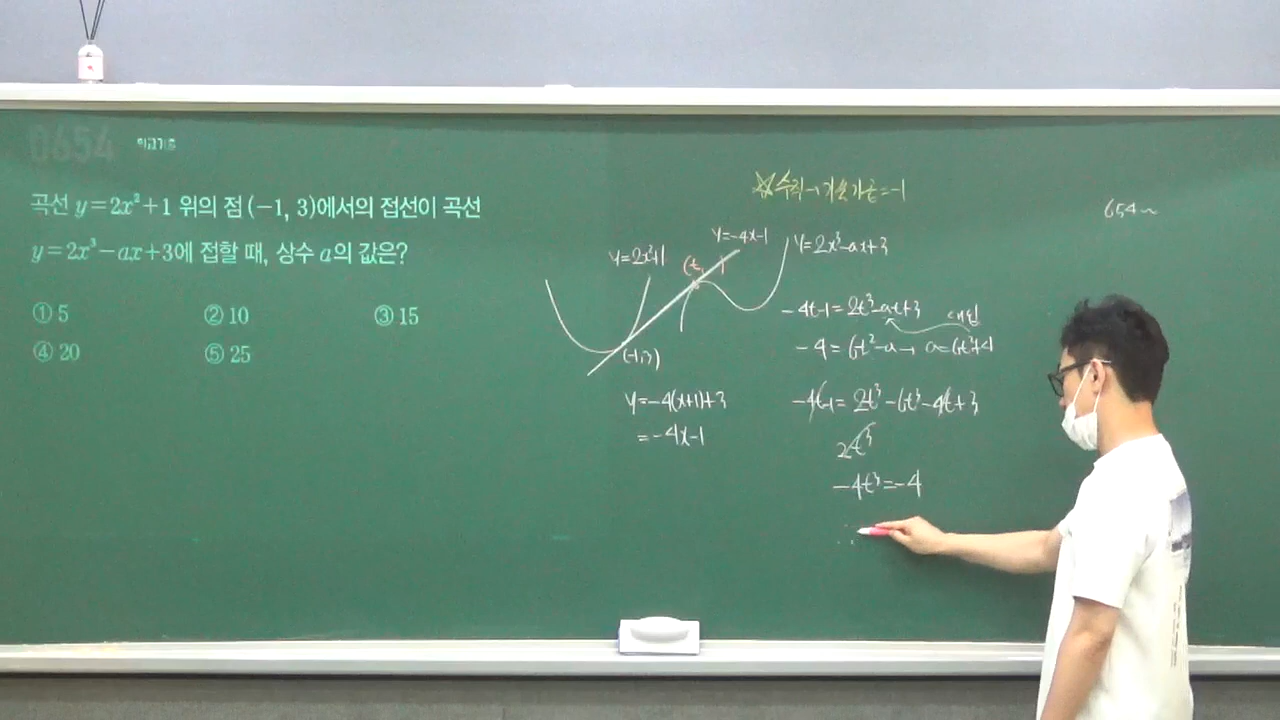 0654
곡선 y=2x²+1 위의 점 (−1, 3)에서의 접선이 곡선
y=2x³−ax+3에 접할 때, 상수 a의 값은?
① 5 ② 10 ③ 15
④ 20 ⑤ 25
수직→기울기 곱=-1
654~
y=2x²+1
y=-4x-1
y=2x³-ax+3
(-1,3)
y=-4(x+1)+3
=-4x-1
-4t-1=2t³-at+3
대입
-4=6t²-a → a=6t²+4
-4t-1=2t³-6t³-4t+3
2t³
-4t³=-4